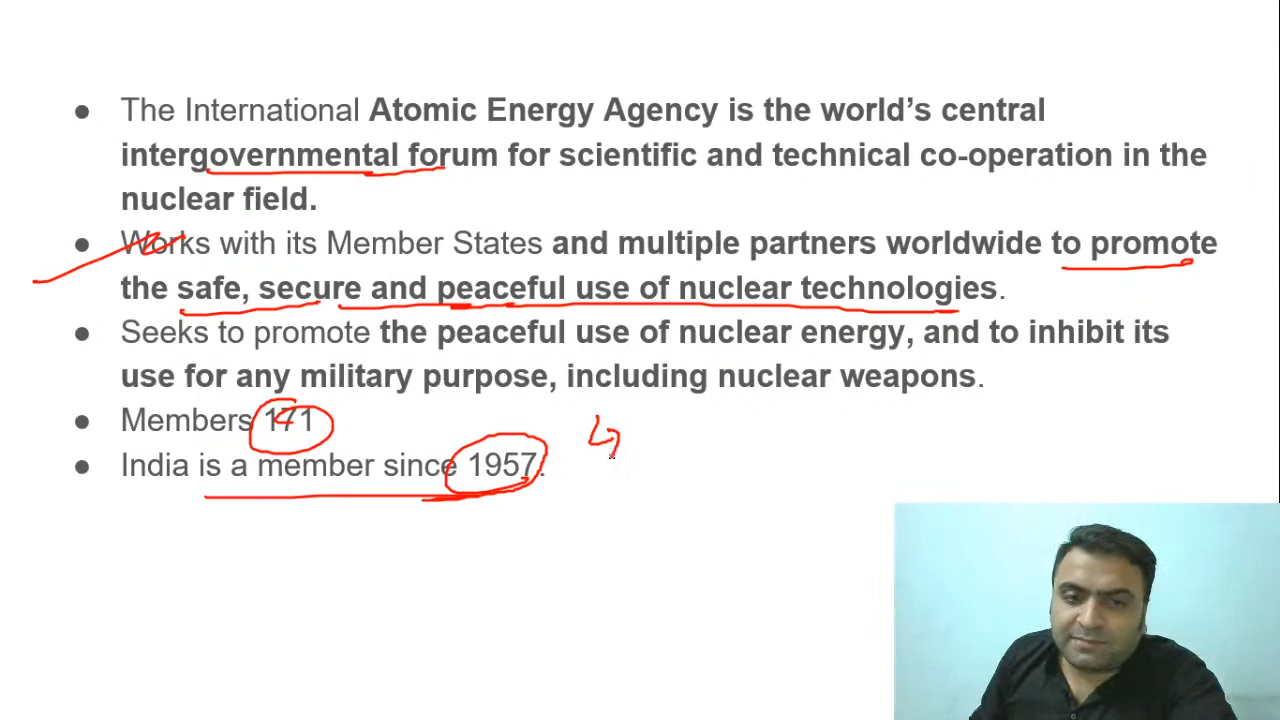 ● The International Atomic Energy Agency is the world’s central
intergovernmental forum for scientific and technical co-operation in the
nuclear field.
● Works with its Member States and multiple partners worldwide to promote
the safe, secure and peaceful use of nuclear technologies.
● Seeks to promote the peaceful use of nuclear energy, and to inhibit its
use for any military purpose, including nuclear weapons.
● Members 171
● India is a member since 1957.